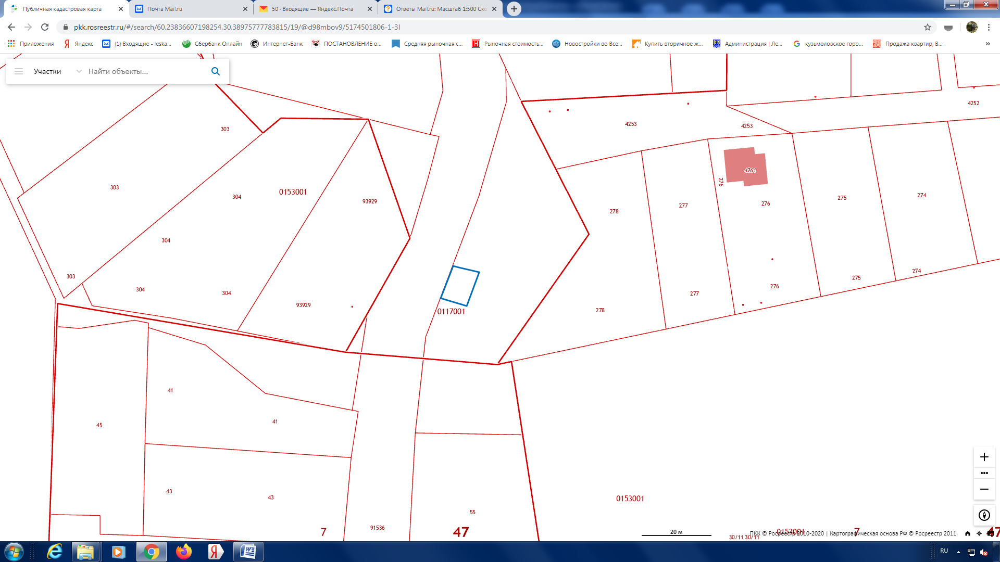 Публичная кадастровая карта
Почта Mail.ru
50 · Входящие — Яндекс.Почта
Ответы Mail.ru: Масштаб 1:500 Ско
pkk.rosreestr.ru/#/search/60.23836607198254,30.38975777783815/19/@d98mbov9/5174501806-1-3l
Приложения
Яндекс
(1) Входящие - leska...
Сбербанк Онлайн
Интернет-Банк
ПОСТАНОВЛЕНИЕ о...
Средняя рыночная с...
Рыночная стоимость...
Новостройки во Все...
Купить вторичное ж...
Администрация | Ле...
кузьмоловское горо...
Продажа квартир, В...
»
Участки
Найти объекты...
4252
4253
4253
303
4261
276
303
0153001
304
93929
278
277
276
275
274
304
303
304
304
93929
277
276
275
274
278
0117001
41
45
41
43
43
55
0153001
7
91536
47
20 м
30/11 30/11
0153001
7
47
ПКК © Росреестр 2010-2020 | Картографическая основа РФ © Росреестр 2011
RU